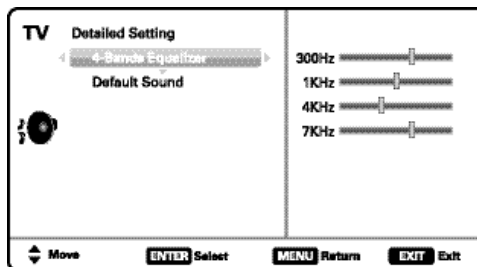 TV
Detailed Setting
4-Bands Equalizer
Default Sound
300Hz
1KHz
4KHz
7KHz
Move
ENTER Select
MENU Return
EXIT Exit